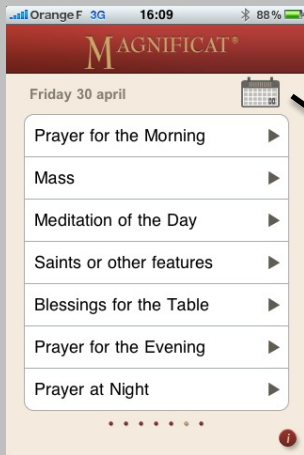 Orange F 3G 16:09 88%
MAGNIFICAT®
Friday 30 april
Prayer for the Morning
Mass
Meditation of the Day
Saints or other features
Blessings for the Table
Prayer for the Evening
Prayer at Night
i